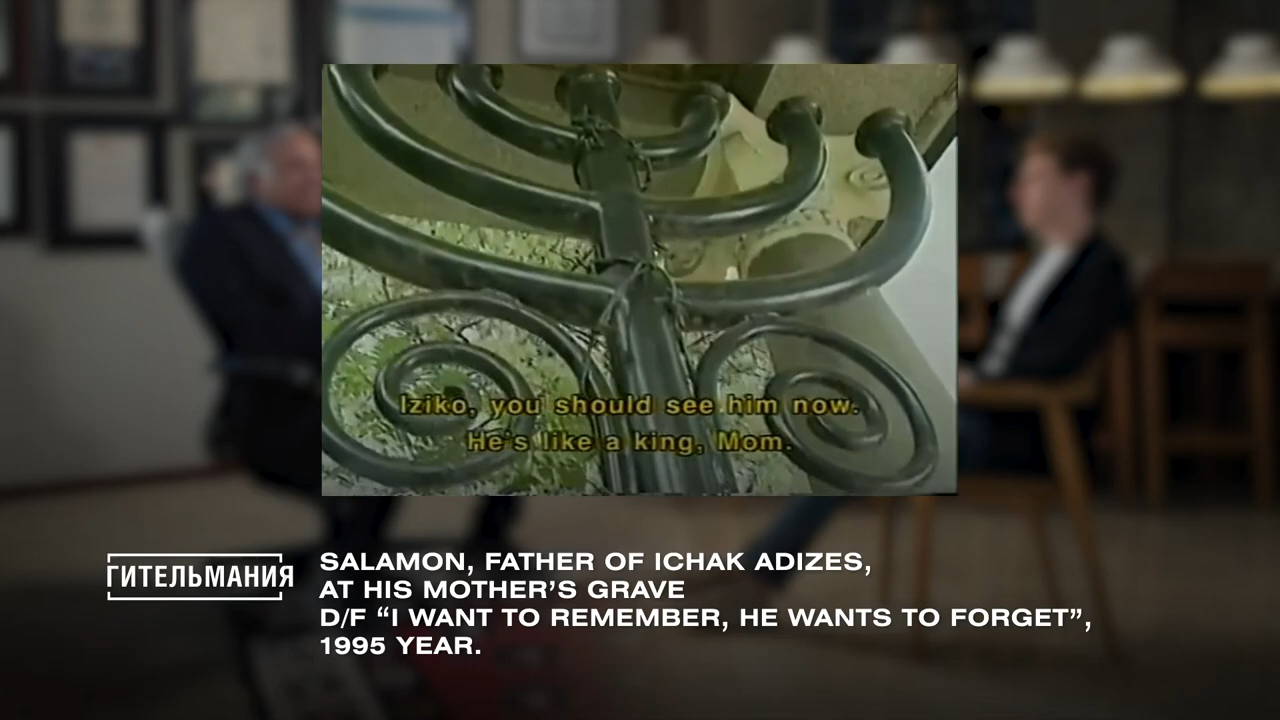 Iziko, you should see him now.
He's like a king, Mom.
ГИТЕЛЬМАНИЯ
SALAMON, FATHER OF ICHAK ADIZES,
AT HIS MOTHER'S GRAVE
D/F “I WANT TO REMEMBER, HE WANTS TO FORGET”,
1995 YEAR.